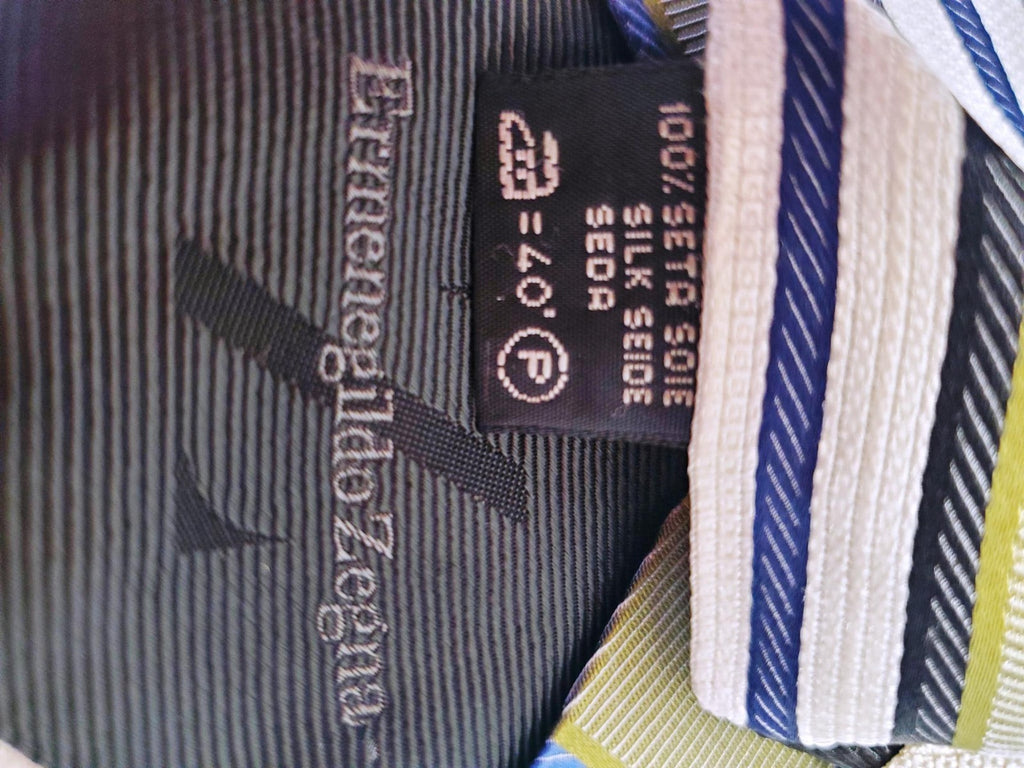 Ermenegildo Zegna
100% SETA SOIE
SILK SEIDE
SEDA
= 40° P